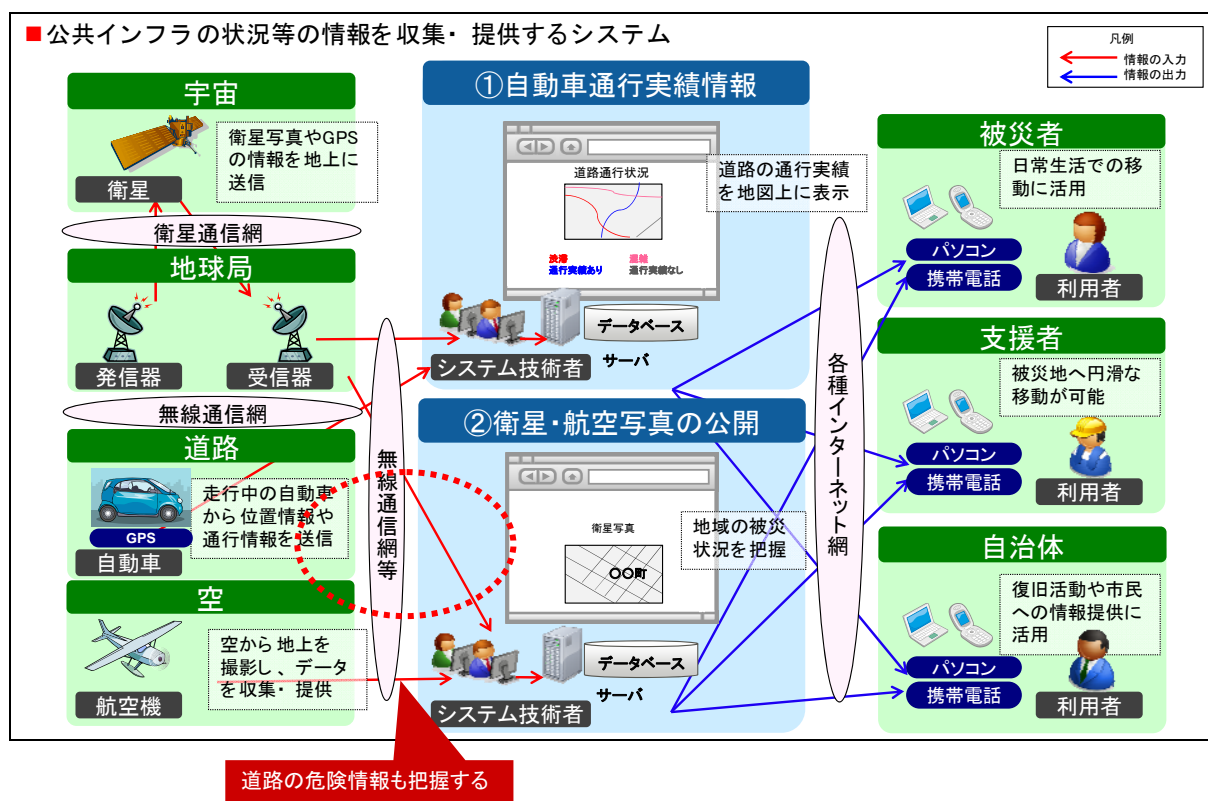 ■公共インフラの状況等の情報を収集・提供するシステム
凡例
情報の入力
情報の出力
宇宙
衛星写真やGPS
の情報を地上に
送信
衛星
衛星通信網
地球局
発信器
受信器
無線通信網
道路
走行中の自動車
から位置情報や
通行情報を送信
GPS
自動車
空
空から地上を
撮影し、データ
を収集・提供
航空機
無線通信網等
①自動車通行実績情報
道路通行状況
渋滞
混雑
通行実績あり
通行実績なし
道路の通行実績
を地図上に表示
データベース
サーバ
システム技術者
②衛星・航空写真の公開
衛星写真
〇〇町
地域の被災
状況を把握
データベース
サーバ
システム技術者
各種インターネット網
被災者
日常生活での移
動に活用
パソコン
携帯電話
利用者
支援者
被災地へ円滑な
移動が可能
パソコン
携帯電話
利用者
自治体
復旧活動や市民
への情報提供に
活用
パソコン
携帯電話
利用者
道路の危険情報も把握する